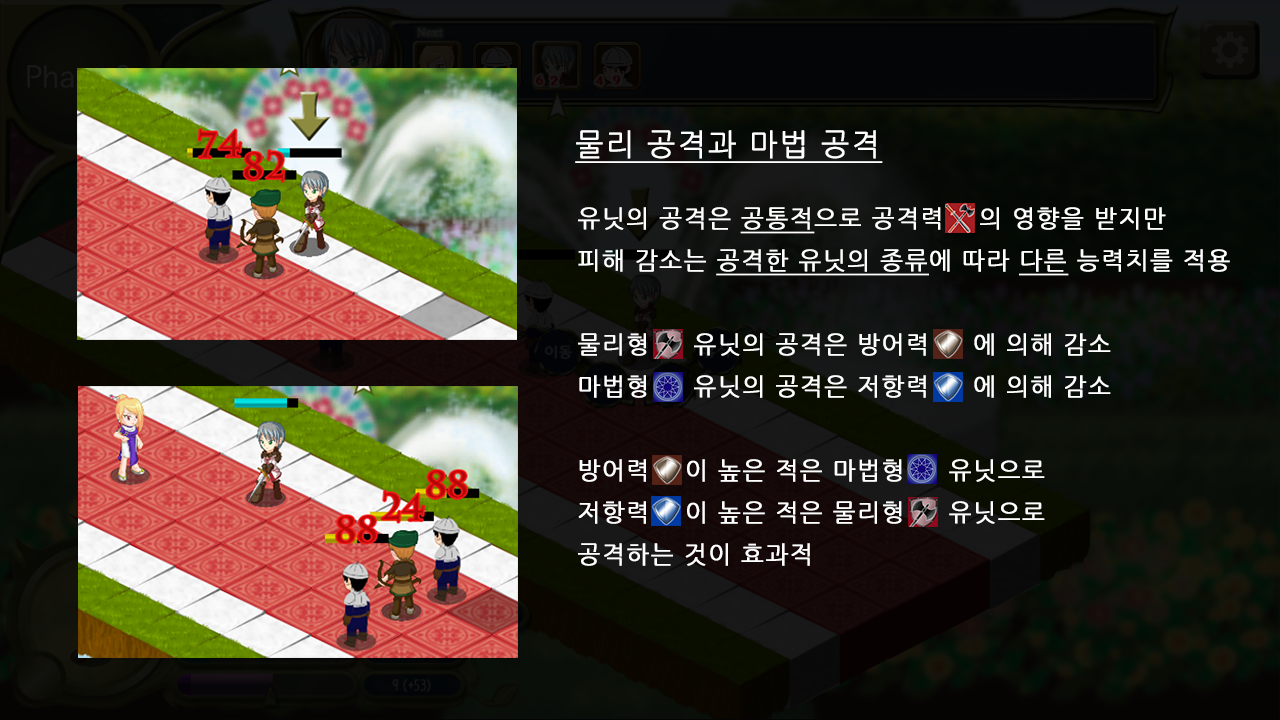 Next
Pha
74
82
물리 공격과 마법 공격
유닛의 공격은 공통적으로 공격력의 영향을 받지만
피해 감소는 공격한 유닛의 종류에 따라 다른 능력치를 적용
물리형 유닛의 공격은 방어력 에 의해 감소
이동
마법형 유닛의 공격은 저항력 에 의해 감소
88
24
88
방어력이 높은 적은 마법형 유닛으로
저항력이 높은 적은 물리형 유닛으로
공격하는 것이 효과적
9 (+53)